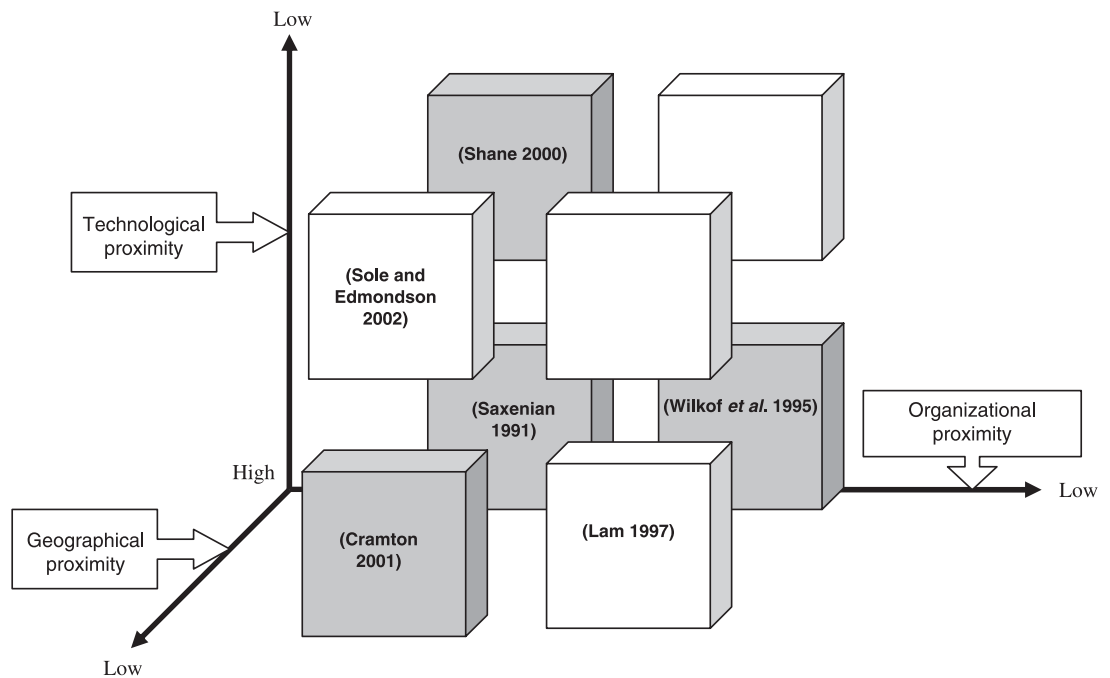 Low
(Shane 2000)
Technological
proximity
(Sole and
Edmondson
2002)
(Saxenian
1991)
(Wilkof et al. 1995)
Organizational
proximity
High
Low
Geographical
proximity
(Cramton
2001)
(Lam 1997)
Low